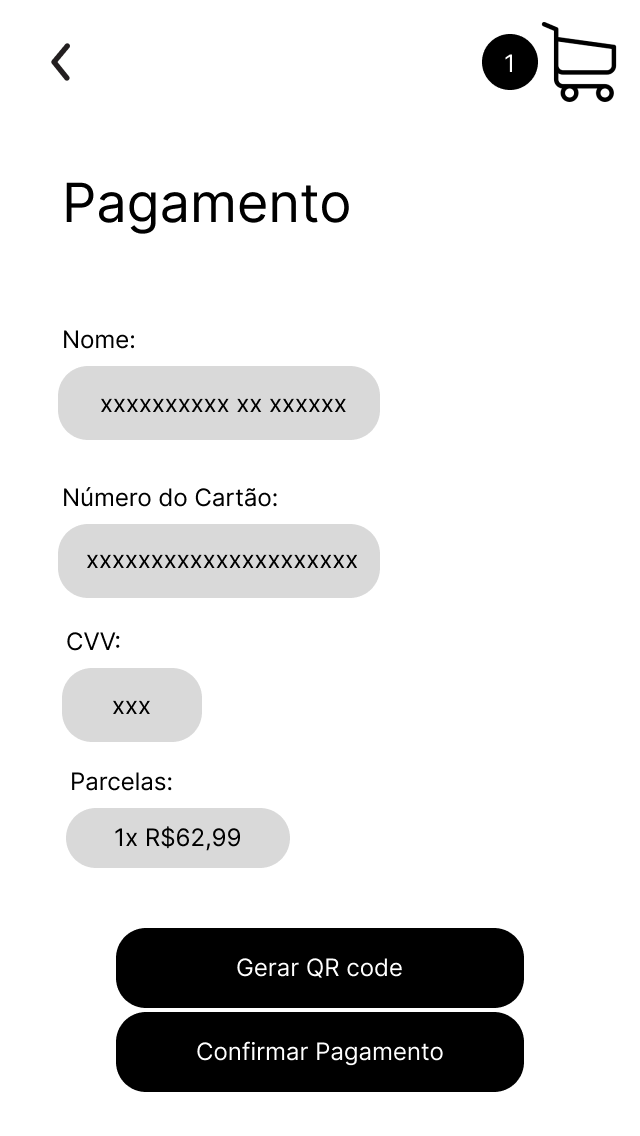 1
Pagamento
Nome:
xxxxxxxxxx xx xxxxxx
Número do Cartão:
xxxxxxxxxxxxxxxxxxxxx
CVV:
xxx
Parcelas:
1x R$62,99
Gerar QR code
Confirmar Pagamento